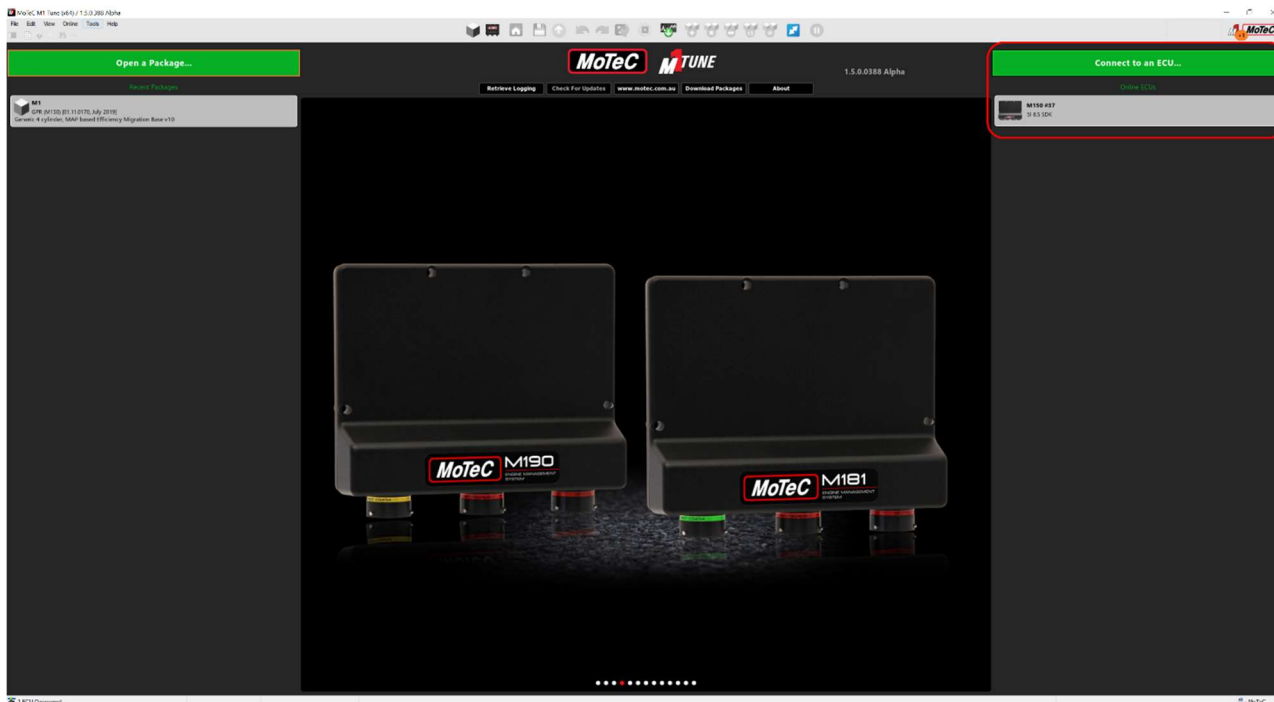 MoTeC M1 Tune (x64) / 1.5.0.388 Alpha
File Edit View Online Tools Help
MoTeC
Open a Package...
Recent Packages
M1
GPR (M150) (01.11.0170, July 2019)
Generic 4 cylinder, MAP based Efficiency Migration Base v10
MoTeC M1 TUNE
1.5.0.0388 Alpha
Retrieve Logging Check For Updates www.motec.com.au Download Packages About
Connect to an ECU...
Online ECUs
M150 #37
MoTeC M190
ENGINE MANAGEMENT
SYSTEM
MoTeC M181
ENGINE MANAGEMENT
SYSTEM
MoTeC